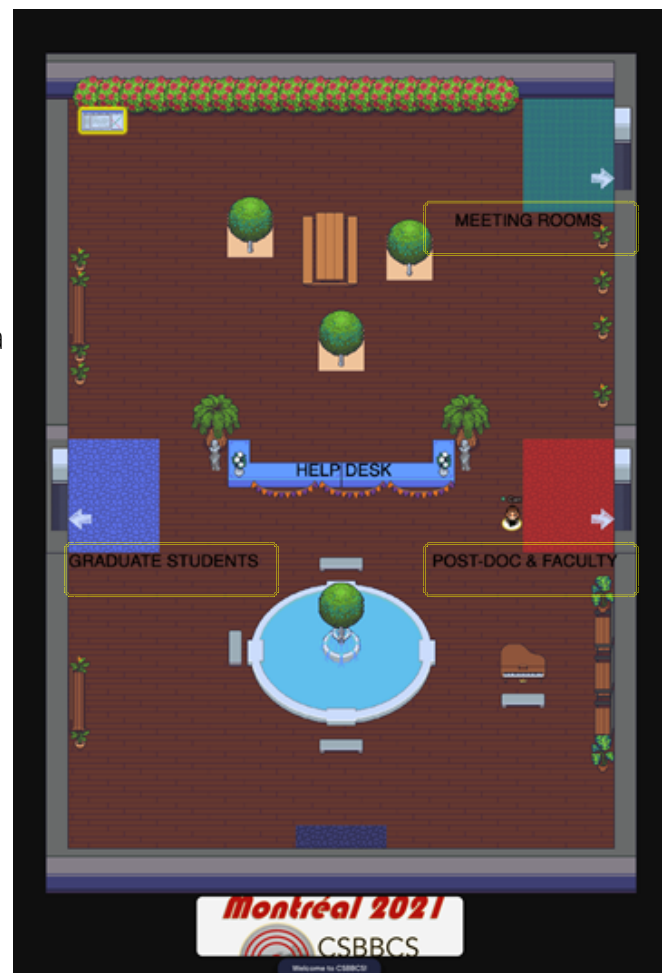 MEETING ROOMS
HELP DESK
GRADUATE STUDENTS
POST-DOC & FACULTY
Montréal 2021
CSBBCS
Welcome to CSBBCS!